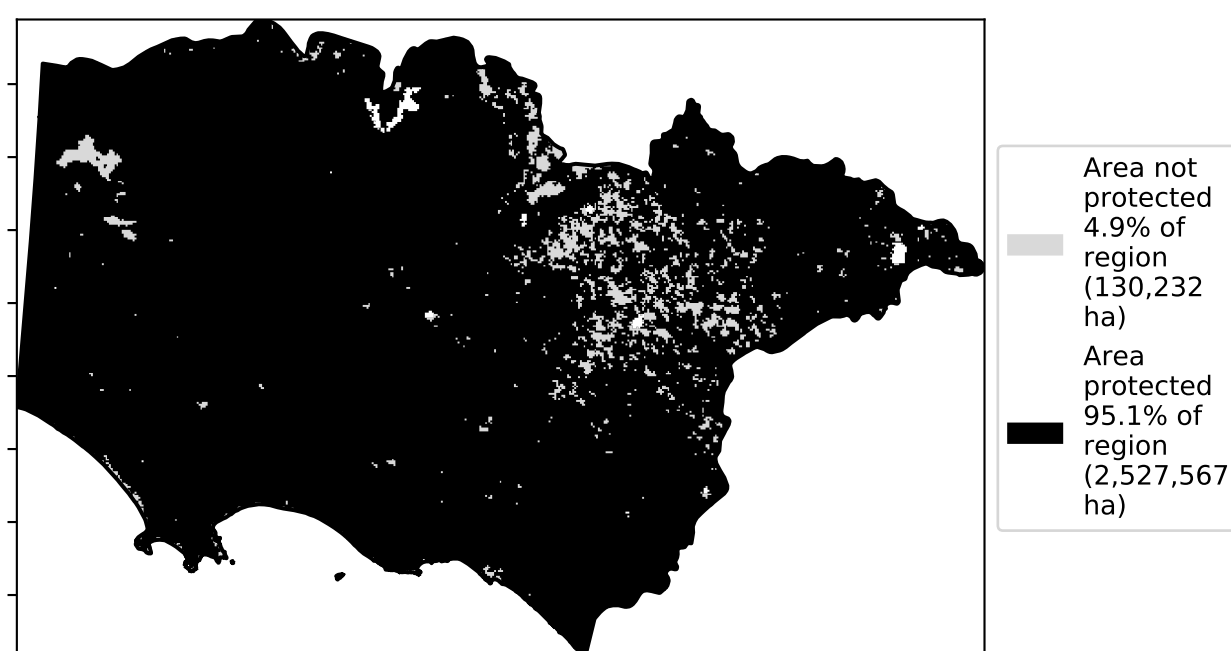 Area not
protected
4.9% of
region
(130,232
ha)
Area
protected
95.1% of
region
(2,527,567
ha)